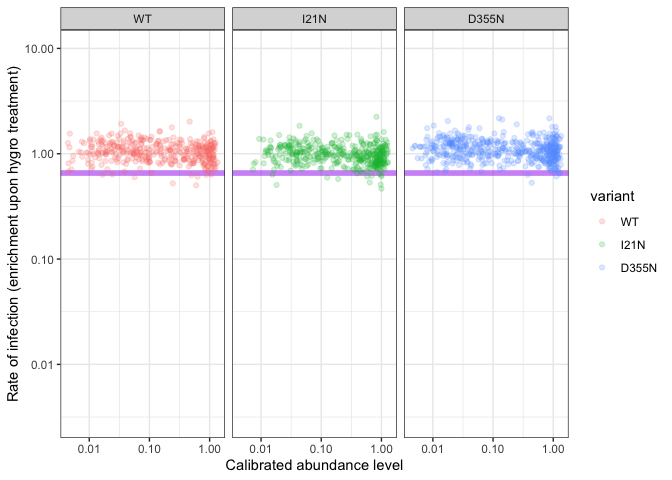 WT I21N D355N
10.00
1.00
0.10
0.01
Rate of infection (enrichment upon hygro treatment)
0.01 0.10 1.00 0.01 0.10 1.00 0.01 0.10 1.00
Calibrated abundance level
variant
WT
I21N
D355N